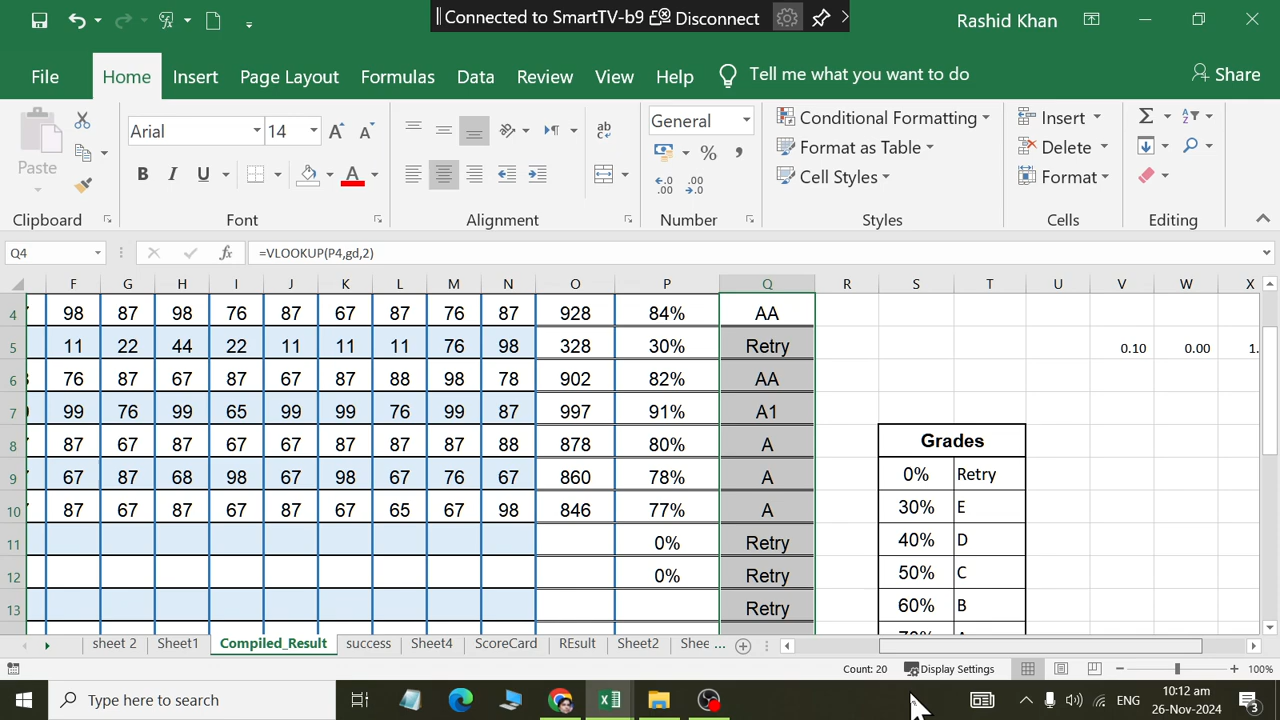 Connected to SmartTV-b9 Disconnect
Rashid Khan
File Home Insert Page Layout Formulas Data Review View Help Tell me what you want to do Share
Arial 14 General Conditional Formatting Insert
Paste Format as Table Delete
B I U % , Cell Styles Format
Clipboard Font Alignment Number Styles Cells Editing
Q4 fx =VLOOKUP(P4,gd,2)
F G H I J K L M N O P Q R S T U V W X
4 98 87 98 76 87 67 87 76 87 928 84% AA
5 11 22 44 22 11 11 11 76 98 328 30% Retry 0.10 0.00 1.
6 76 87 67 87 67 87 88 98 78 902 82% AA
7 99 76 99 65 99 99 76 99 87 997 91% A1
8 87 67 87 67 67 87 87 87 88 878 80% A Grades
9 67 87 68 98 67 98 67 76 67 860 78% A 0% Retry
10 87 67 87 67 87 67 65 67 98 846 77% A 30% E
11 0% Retry 40% D
12 0% Retry 50% C
13 Retry 60% B
sheet 2 Sheet1 Compiled_Result success Sheet4 ScoreCard REsult Sheet2 Shee ...
Count: 20 Display Settings 100%
Type here to search ENG 10:12 am
26-Nov-2024 3